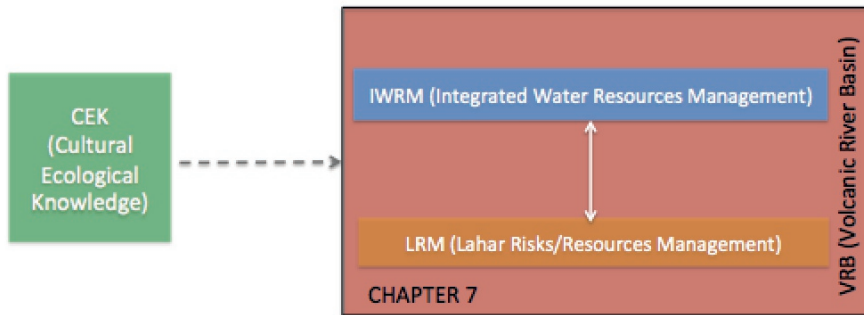 CEK
(Cultural
Ecological
Knowledge)
IWRM (Integrated Water Resources Management)
LRM (Lahar Risks/Resources Management)
CHAPTER 7
VRB (Volcanic River Basin)